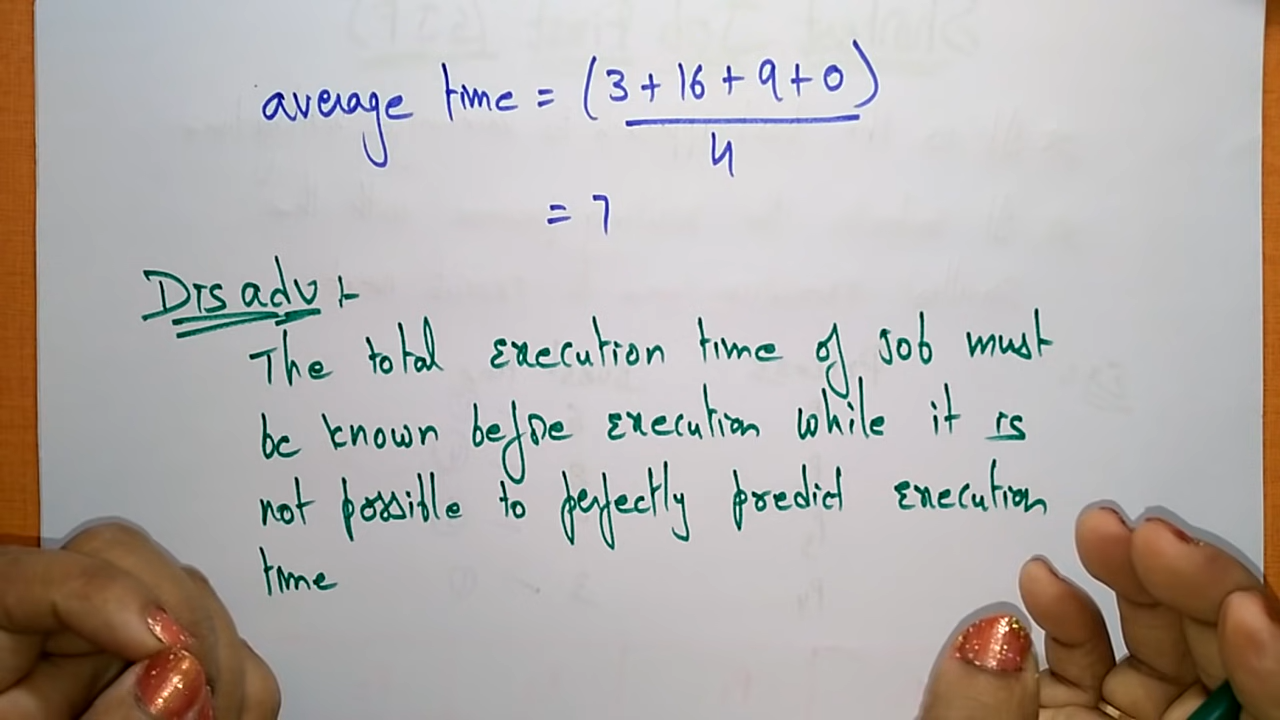 average time = (3+16+9+0)
4
= 7
Disadv :-
The total execution time of Job must
be known before execution while it is
not possible to perfectly predict execution
time